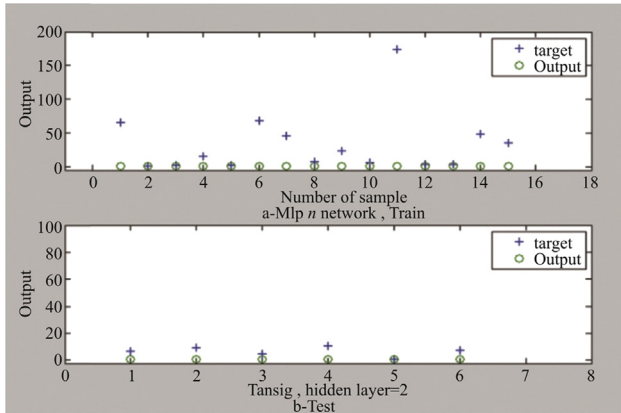 200
150
100
50
0
Output
+ target
o Output
0 2 4 6 8 10 12 14 16 18
Number of sample
a-Mlp n network , Train
100
80
60
40
20
0
Output
+ target
o Output
0 1 2 3 4 5 6 7 8
Tansig , hidden layer=2
b-Test